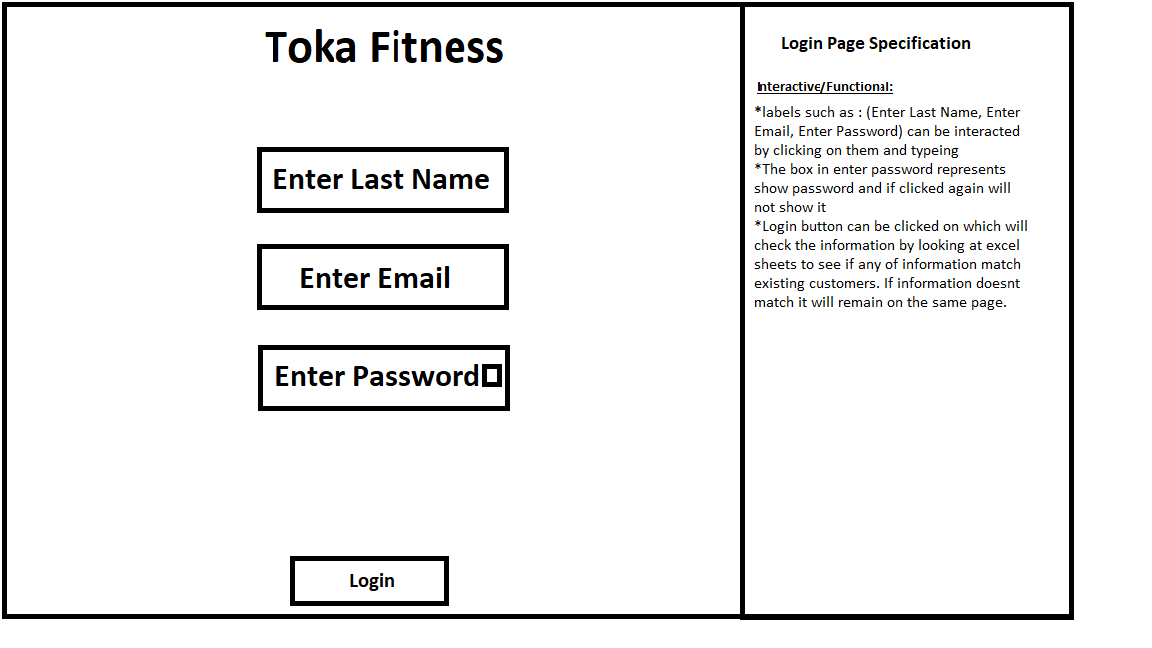 Toka Fitness
Enter Last Name
Enter Email
Enter Password
Login
Login Page Specification
Interactive/Functional:
*labels such as : (Enter Last Name, Enter
Email, Enter Password) can be interacted
by clicking on them and typeing
*The box in enter password represents
show password and if clicked again will
not show it
*Login button can be clicked on which will
check the information by looking at excel
sheets to see if any of information match
existing customers. If information doesnt
match it will remain on the same page.